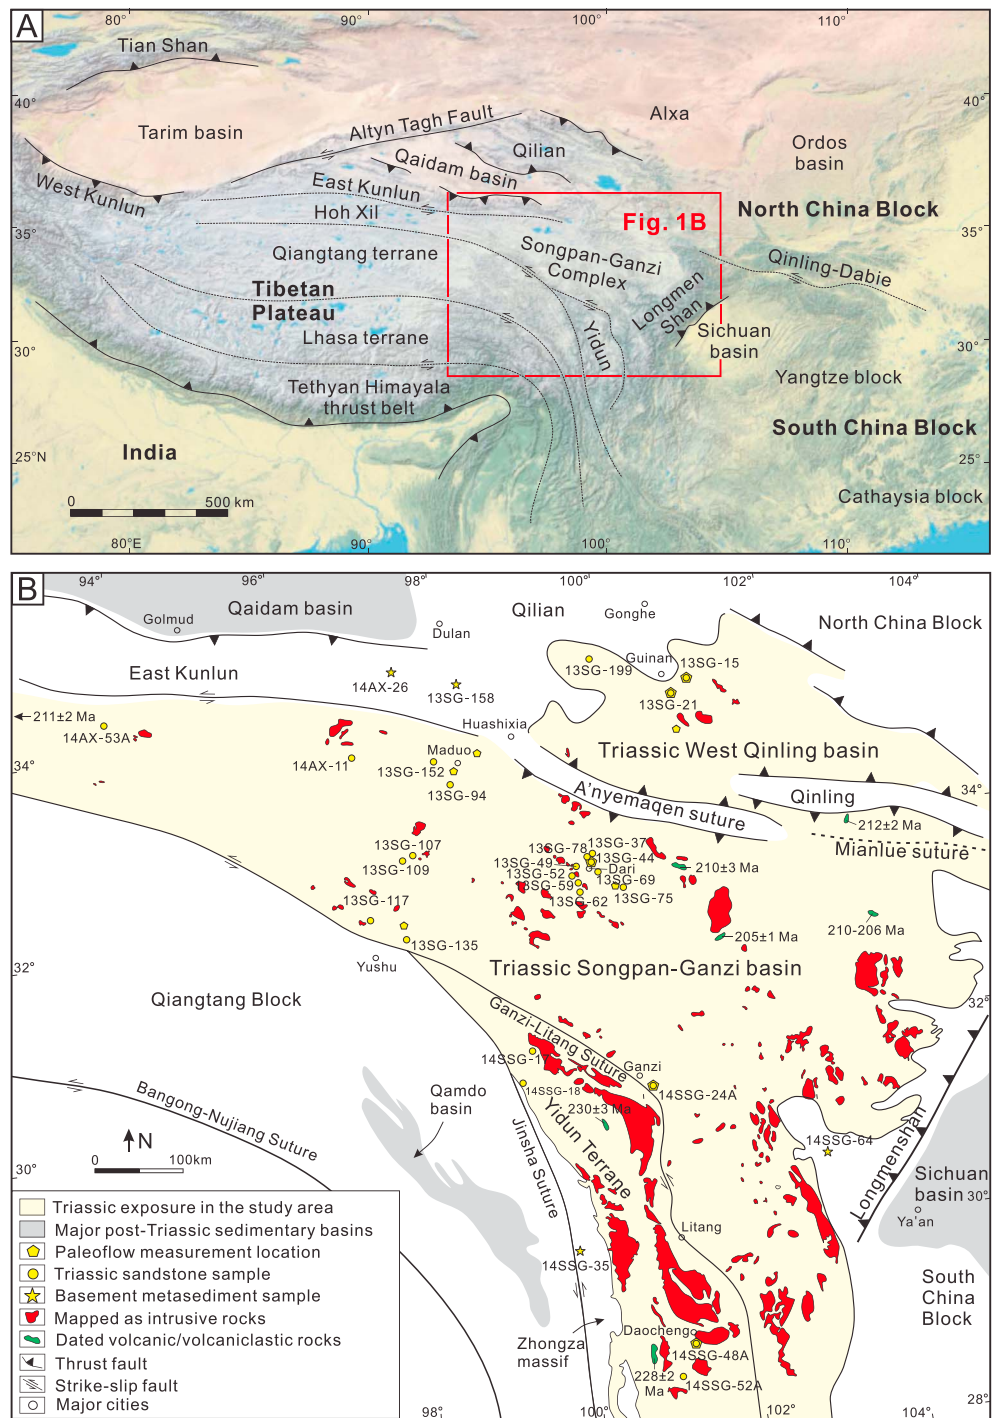 A
80°
90°
100°
110°
Tian Shan
40°
40°
Tarim basin
Altyn Tagh Fault
Alxa
Ordos
basin
Qilian
Qaidam basin
West Kunlun
East Kunlun
Hoh Xil
Fig. 1B
North China Block
35°
35°
Qiangtang terrane
Songpan-Ganzi
Complex
Qinling-Dabie
Tibetan
Plateau
Longmen
Shan
Sichuan
basin
Lhasa terrane
Yidun
30°
30°
Tethyan Himayala
thrust belt
Yangtze block
India
South China Block
25°N
25°
Cathaysia block
0
500 km
80°E
90°
100°
110°
B
94°
96°
98°
100°
102°
104°
Qaidam basin
Golmud
Dulan
Qilian
Gonghe
North China Block
East Kunlun
14AX-26
13SG-158
13SG-199
Guinan
13SG-15
13SG-21
211±2 Ma
14AX-53A
Huashixia
Triassic West Qinling basin
14AX-11
Maduo
13SG-152
13SG-94
34°
34°
A'nyemaqen suture
Qinling
212±2 Ma
Mianlue suture
13SG-107
13SG-109
13SG-78
13SG-37
13SG-49
13SG-44
13SG-52
Dari
13SG-59
13SG-69
13SG-62
13SG-75
210±3 Ma
13SG-117
13SG-135
205±1 Ma
210-206 Ma
Yushu
32°
32°
Triassic Songpan-Ganzi basin
Qiangtang Block
Ganzi-Litang Suture
14SSG-17
Ganzi
14SSG-18
14SSG-24A
Bangong-Nujiang Suture
Qamdo
basin
230±3 Ma
Yidun Terrane
Jinsha Suture
14SSG-64
Longmenshan
N
0
100km
30°
Sichuan
basin
30°
Ya'an
Litang
14SSG-35
South
China
Block
Zhongza
massif
Daocheng
14SSG-48A
228±2
Ma
14SSG-52A
28°
98°
100°
102°
104°
Triassic exposure in the study area
Major post-Triassic sedimentary basins
Paleoflow measurement location
Triassic sandstone sample
Basement metasediment sample
Mapped as intrusive rocks
Dated volcanic/volcaniclastic rocks
Thrust fault
Strike-slip fault
Major cities